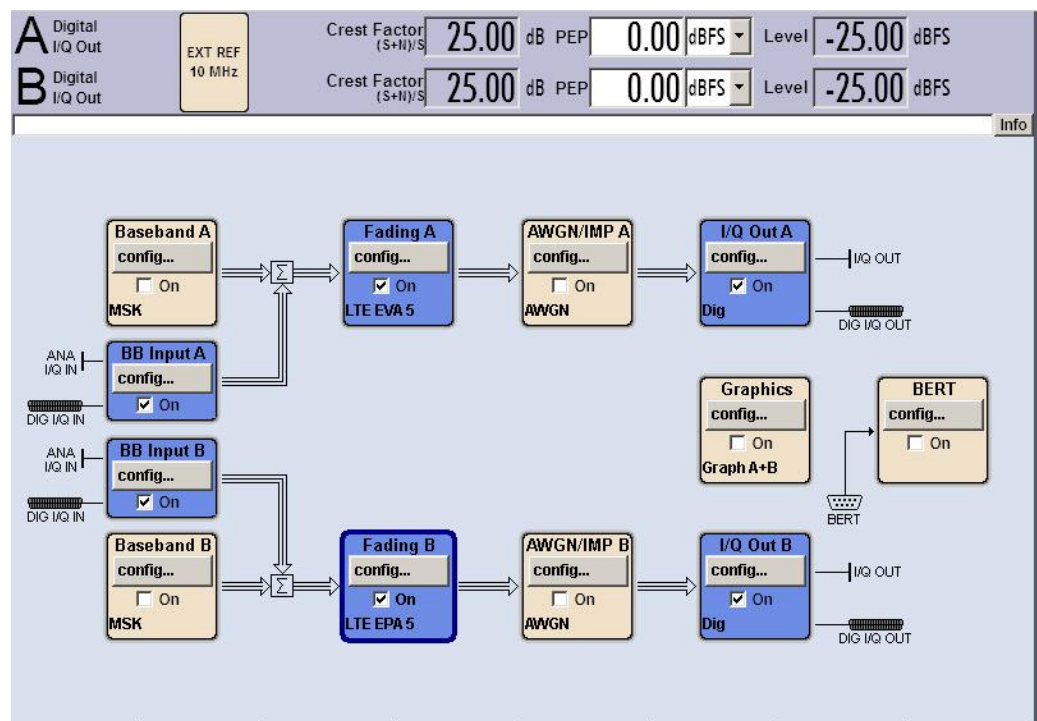 A Digital I/Q Out
EXT REF
10 MHz
Crest Factor (S+N)/S 25.00 dB PEP 0.00 dBFS Level -25.00 dBFS
B Digital I/Q Out
Crest Factor (S+N)/S 25.00 dB PEP 0.00 dBFS Level -25.00 dBFS
Info
Baseband A
config...
On
MSK
Σ
Fading A
config...
On
LTE EVA 5
AWGN/IMP A
config...
On
AWGN
I/Q Out A
config...
On
Dig
I/Q OUT
DIG I/Q OUT
ANA I/Q IN
DIG I/Q IN
BB Input A
config...
On
Graphics
config...
On
Graph A+B
BERT
config...
On
BERT
ANA I/Q IN
DIG I/Q IN
BB Input B
config...
On
Baseband B
config...
On
MSK
Σ
Fading B
config...
On
LTE EPA 5
AWGN/IMP B
config...
On
AWGN
I/Q Out B
config...
On
Dig
I/Q OUT
DIG I/Q OUT